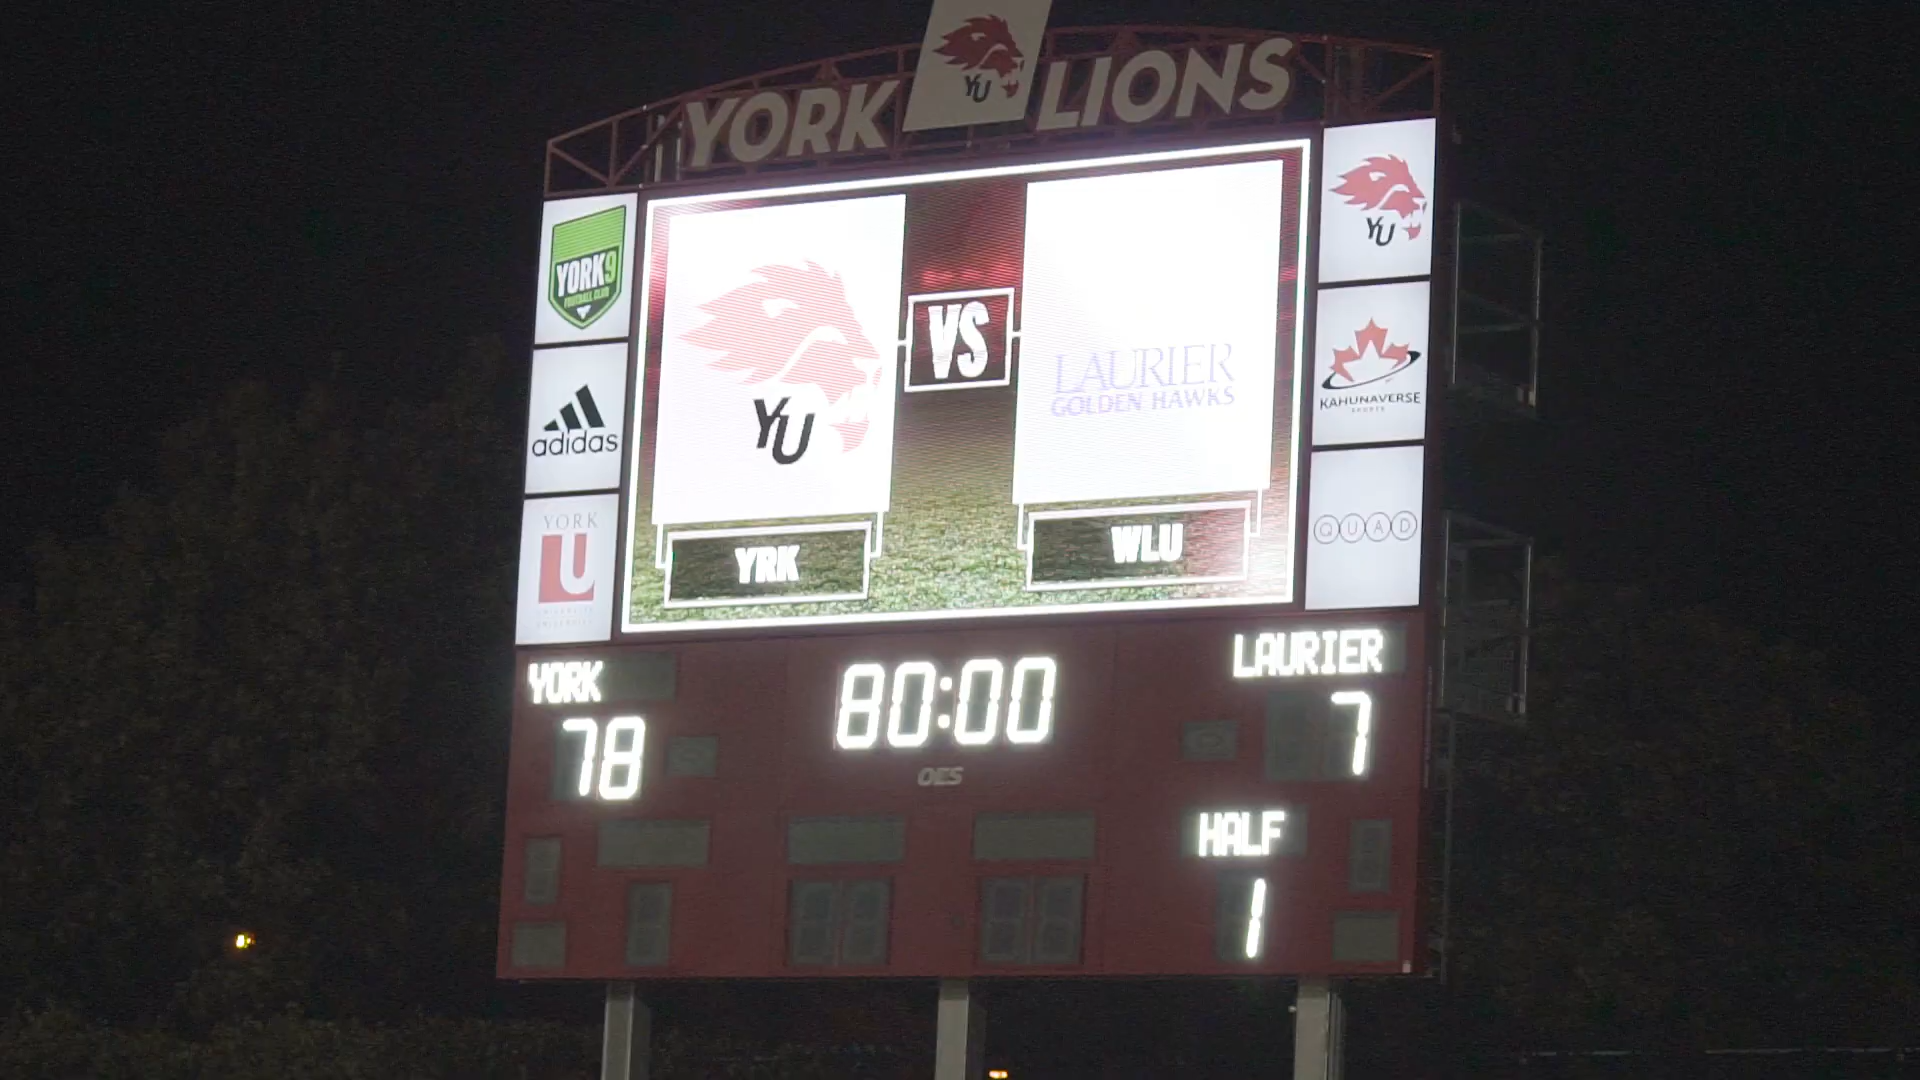 YORK YU LIONS
YORK9
FOOTBALL CLUB
adidas
YORK
U
YU
VS
LAURIER
GOLDEN HAWKS
YRK
WLU
YU
KAHUNAVERSE
SPORTS
QUAD
YORK
80:00
LAURIER
78
7
OES
HALF
1